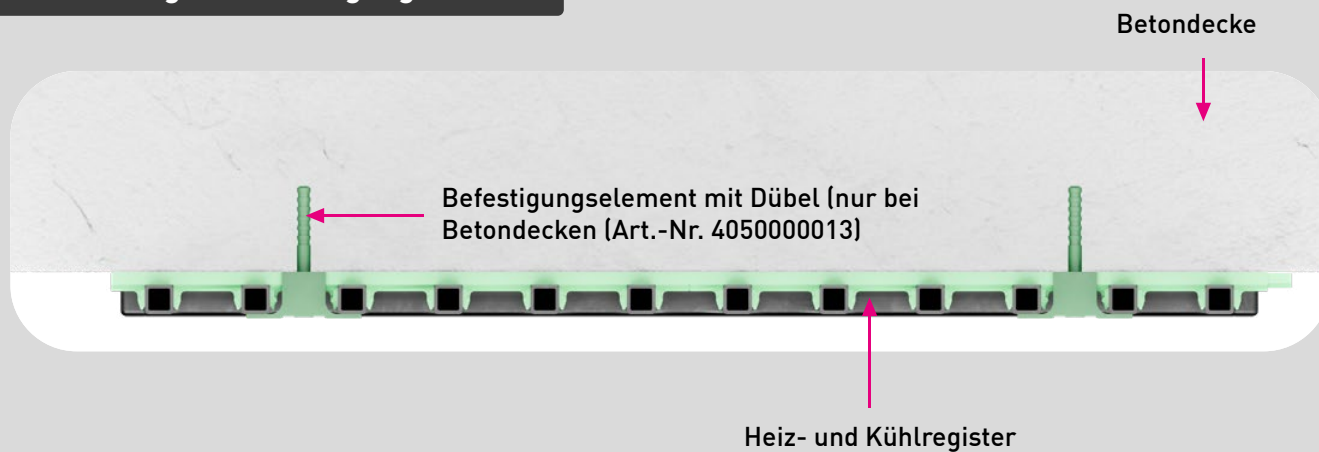 Betondecke
Befestigungselement mit Dübel (nur bei
Betondecken (Art.-Nr. 4050000013)
Heiz- und Kühlregister